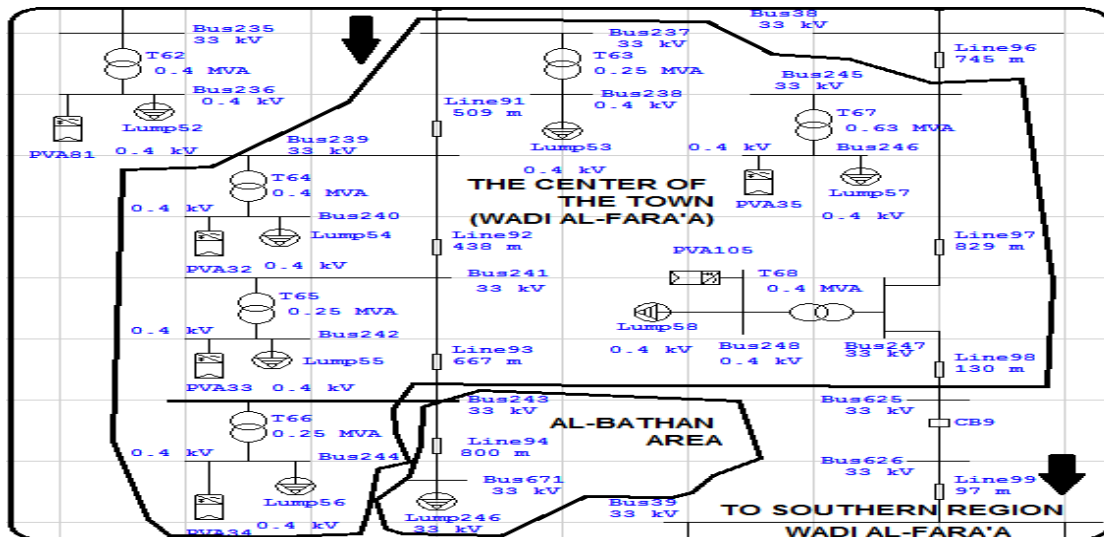 Bus235
33 kV
T62
0.4 MVA
Bus236
0.4 kV
Lump52
PVA81
0.4 kV
Bus237
33 kV
T63
0.25 MVA
Bus238
0.4 kV
Lump53
0.4 kV
Bus38
33 kV
Line96
745 m
Bus245
33 kV
T67
0.63 MVA
Bus246
0.4 kV
PVA35
Lump57
0.4 kV
Line91
509 m
Bus239
33 kV
T64
0.4 MVA
0.4 kV
Bus240
Lump54
PVA32
0.4 kV
THE CENTER OF
THE TOWN
(WADI AL-FARA'A)
Line92
438 m
Bus241
33 kV
T65
0.25 MVA
0.4 kV
Bus242
Lump55
PVA33
0.4 kV
Line97
829 m
PVA105
T68
0.4 MVA
Lump58
0.4 kV
Bus248
0.4 kV
Bus247
33 kV
Line93
667 m
Line98
130 m
Bus243
33 kV
T66
0.25 MVA
0.4 kV
Bus244
Lump56
PVA34
0.4 kV
AL-BATHAN
AREA
Line94
800 m
Bus671
33 kV
Lump246
33 kV
Bus625
33 kV
CB9
Bus626
33 kV
Line99
97 m
Bus39
33 kV
TO SOUTHERN REGION
WADI AL-FARA'A